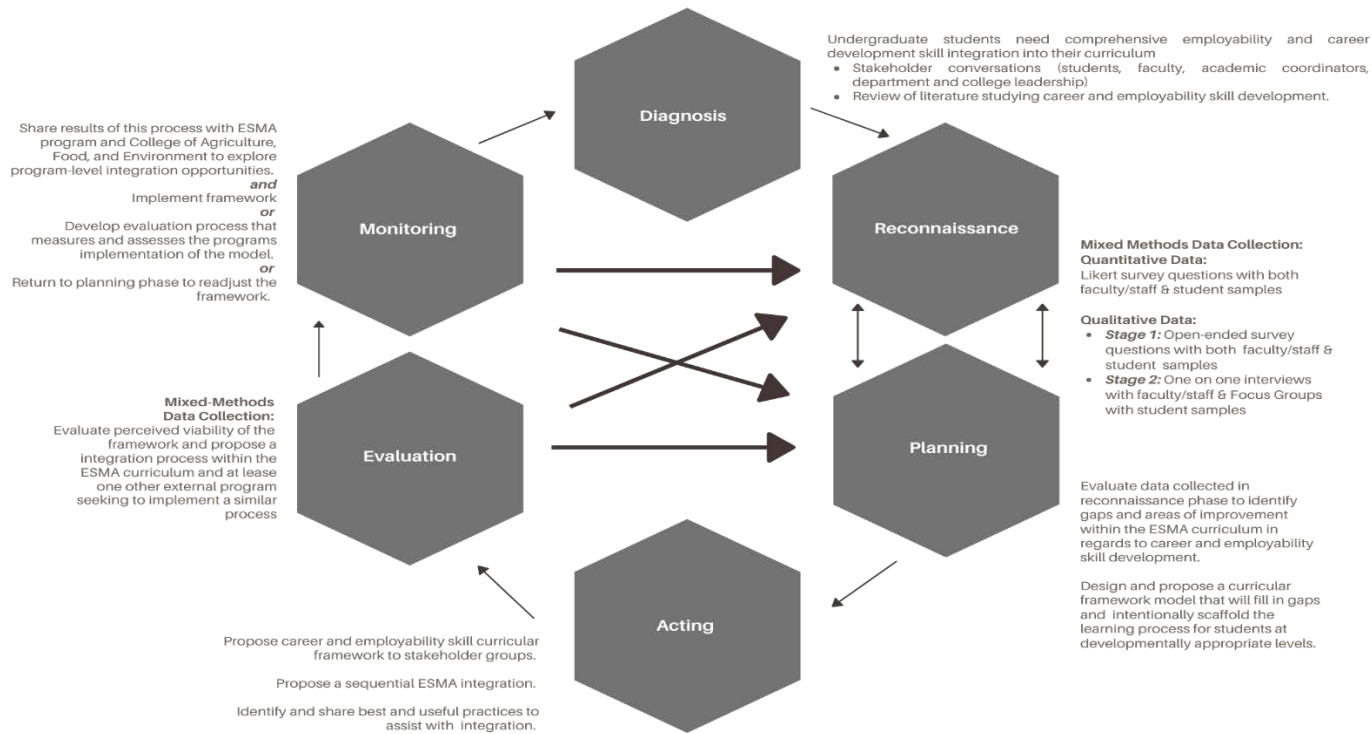 Diagnosis
Undergraduate students need comprehensive employability and career
development skill integration into their curriculum
• Stakeholder conversations (students, faculty, academic coordinators,
department and college leadership)
• Review of literature studying career and employability skill development.
Reconnaissance
Mixed Methods Data Collection:
Quantitative Data:
Likert survey questions with both
faculty/staff & student samples
Qualitative Data:
• Stage 1: Open-ended survey
questions with both faculty/staff &
student samples
• Stage 2: One on one interviews
with faculty/staff & Focus Groups
with student samples
Planning
Evaluate data collected in
reconnaissance phase to identify
gaps and areas of improvement
within the ESMA curriculum in
regards to career and employability
skill development.
Design and propose a curricular
framework model that will fill in gaps
and intentionally scaffold the
learning process for students at
developmentally appropriate levels.
Acting
Propose career and employability skill curricular
framework to stakeholder groups.
Propose a sequential ESMA integration.
Identify and share best and useful practices to
assist with integration.
Evaluation
Mixed-Methods
Data Collection:
Evaluate perceived viability of the
framework and propose a
integration process within the
ESMA curriculum and at lease
one other external program
seeking to implement a similar
process
Monitoring
Share results of this process with ESMA
program and College of Agriculture,
Food, and Environment to explore
program-level integration opportunities.
and
Implement framework
or
Develop evaluation process that
measures and assesses the programs
implementation of the model.
or
Return to planning phase to readjust the
framework.